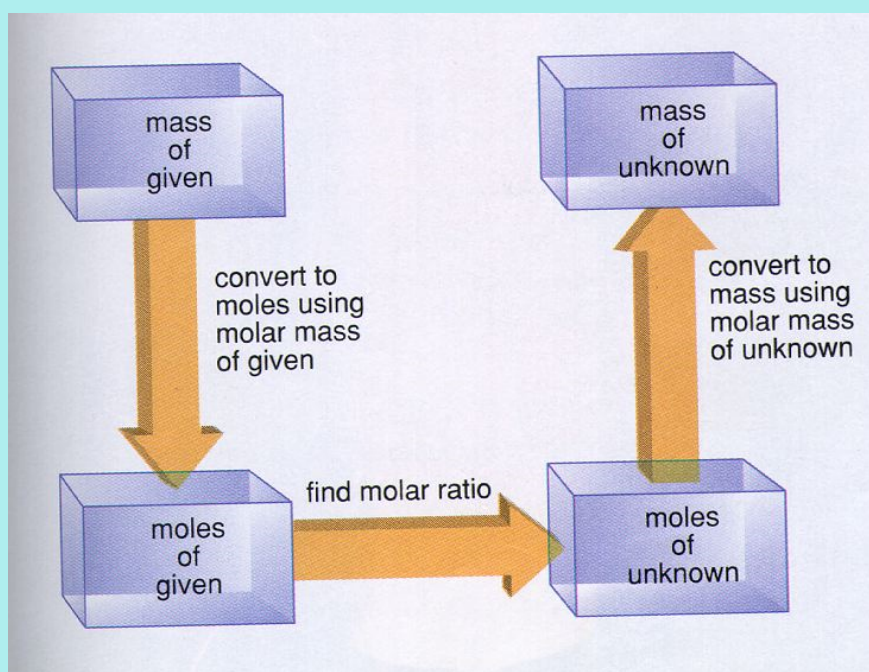 mass
of
given
mass
of
unknown
convert to
moles using
molar mass
of given
convert to
mass using
molar mass
of unknown
find molar ratio
moles
of
given
moles
of
unknown